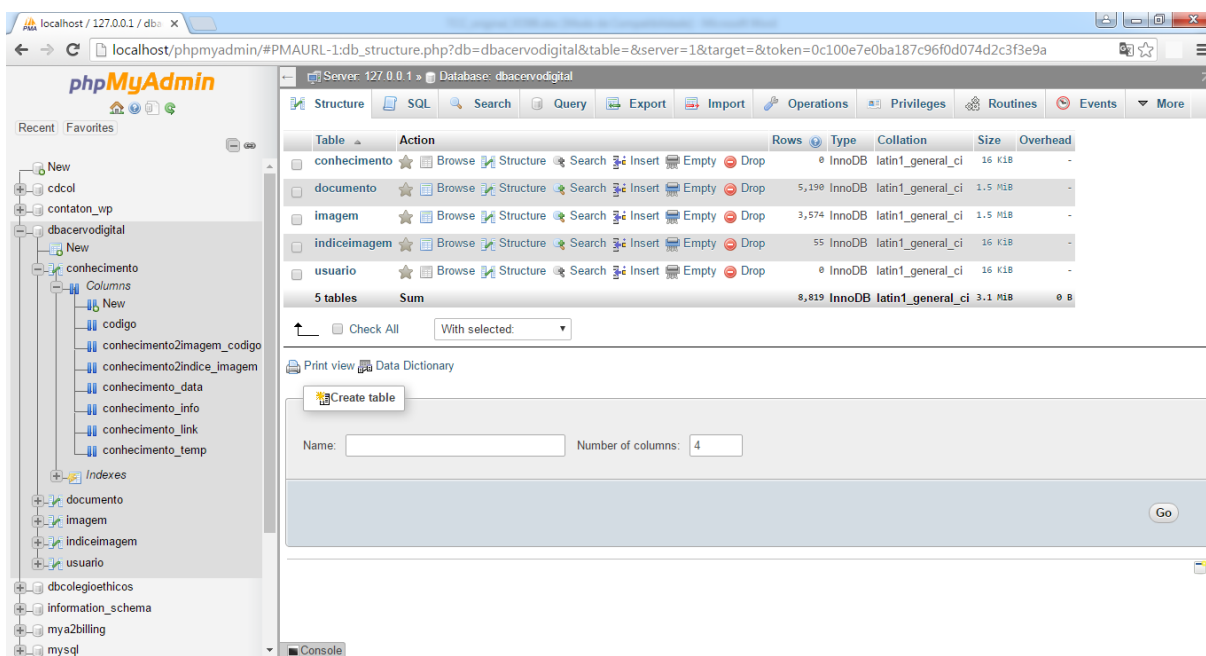 localhost / 127.0.0.1 / dba
localhost/phpmyadmin/#PMAURL-1:db_structure.php?db=dbacervodigital&table=&server=1&target=&token=0c100e7e0ba187c96f0d074d2c3f3e9a
phpMyAdmin
Recent Favorites
New
cdcol
contaton_wp
dbacervodigital
New
conhecimento
Columns
New
codigo
conhecimento2imagem_codigo
conhecimento2indice_imagem
conhecimento_data
conhecimento_info
conhecimento_link
conhecimento_temp
Indexes
documento
imagem
indiceimagem
usuario
dbcolegioethicos
information_schema
mya2billing
mysql
Server: 127.0.0.1 » Database: dbacervodigital
Structure SQL Search Query Export Import Operations Privileges Routines Events More
Table Action Rows Type Collation Size Overhead
conhecimento Browse Structure Search Insert Empty Drop 0 InnoDB latin1_general_ci 16 KiB -
documento Browse Structure Search Insert Empty Drop 5,190 InnoDB latin1_general_ci 1.5 MiB -
imagem Browse Structure Search Insert Empty Drop 3,574 InnoDB latin1_general_ci 1.5 MiB -
indiceimagem Browse Structure Search Insert Empty Drop 55 InnoDB latin1_general_ci 16 KiB -
usuario Browse Structure Search Insert Empty Drop 0 InnoDB latin1_general_ci 16 KiB -
5 tables Sum 8,819 InnoDB latin1_general_ci 3.1 MiB 0 B
Check All With selected:
Print view Data Dictionary
Create table
Name: Number of columns: 4
Go
Console